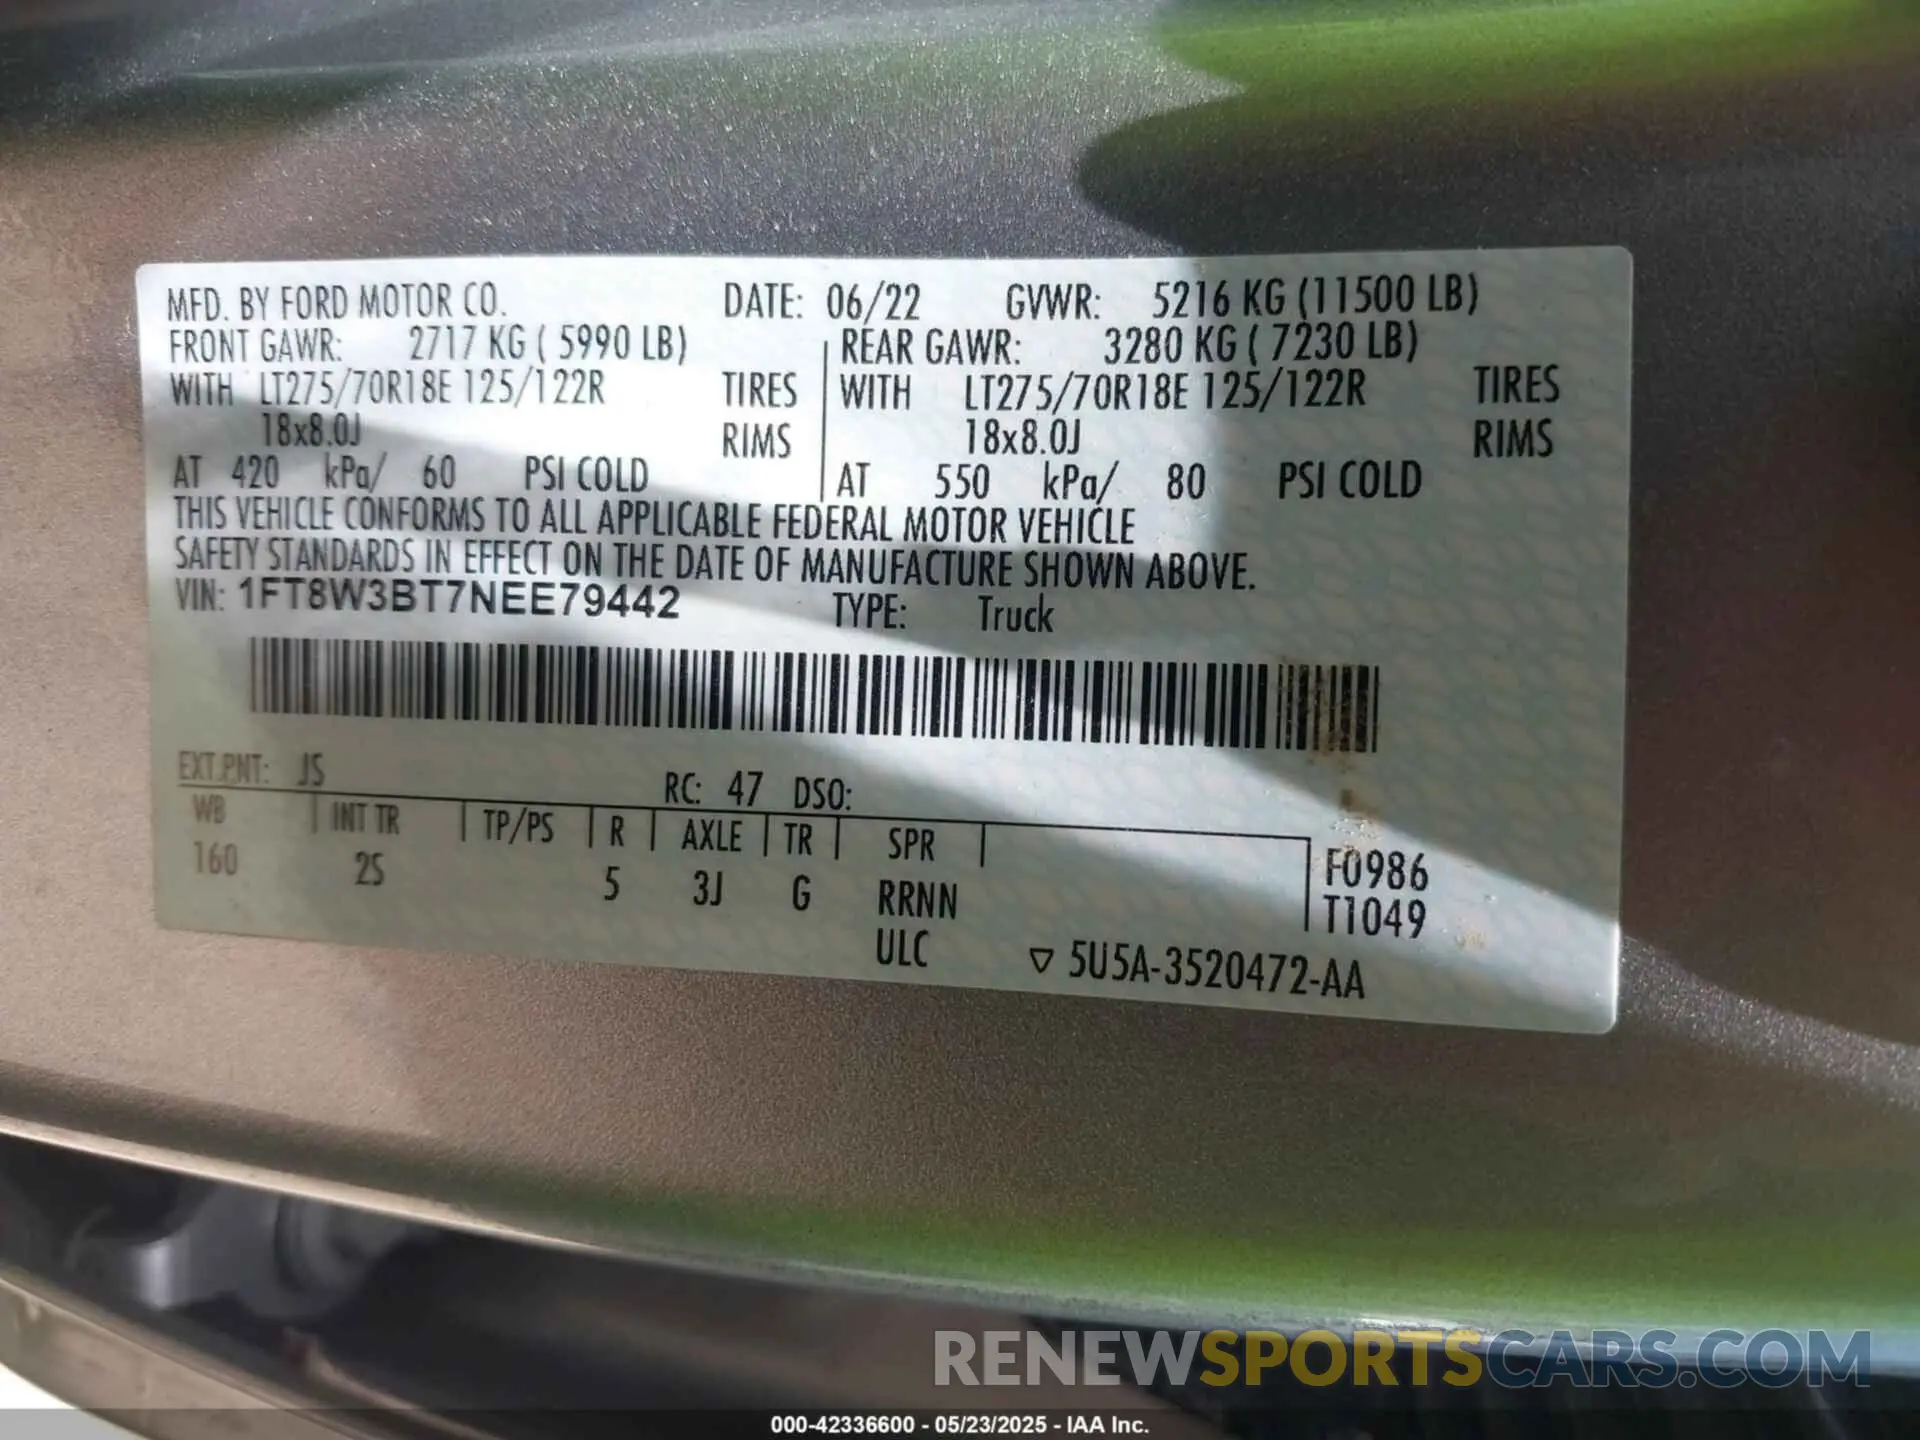 MFD. BY FORD MOTOR CO. DATE: 06/22 GVWR: 5216 KG (11500 LB)
FRONT GAWR: 2717 KG ( 5990 LB) REAR GAWR: 3280 KG ( 7230 LB)
WITH LT275/70R18E 125/122R TIRES WITH LT275/70R18E 125/122R TIRES
18x8.0J RIMS 18x8.0J RIMS
AT 420 kPa/ 60 PSI COLD AT 550 kPa/ 80 PSI COLD
THIS VEHICLE CONFORMS TO ALL APPLICABLE FEDERAL MOTOR VEHICLE
SAFETY STANDARDS IN EFFECT ON THE DATE OF MANUFACTURE SHOWN ABOVE.
VIN: 1FT8W3BT7NEE79442 TYPE: Truck
EXT.PNT: JS RC: 47 DSO:
WB INT TR TP/PS R AXLE TR SPR
160 2S 5 3J G RRNN F0986
ULC T1049
▽ 5U5A-3520472-AA
RENEWSPORTSCARS.COM
000-42336600 - 05/23/2025 - IAA Inc.